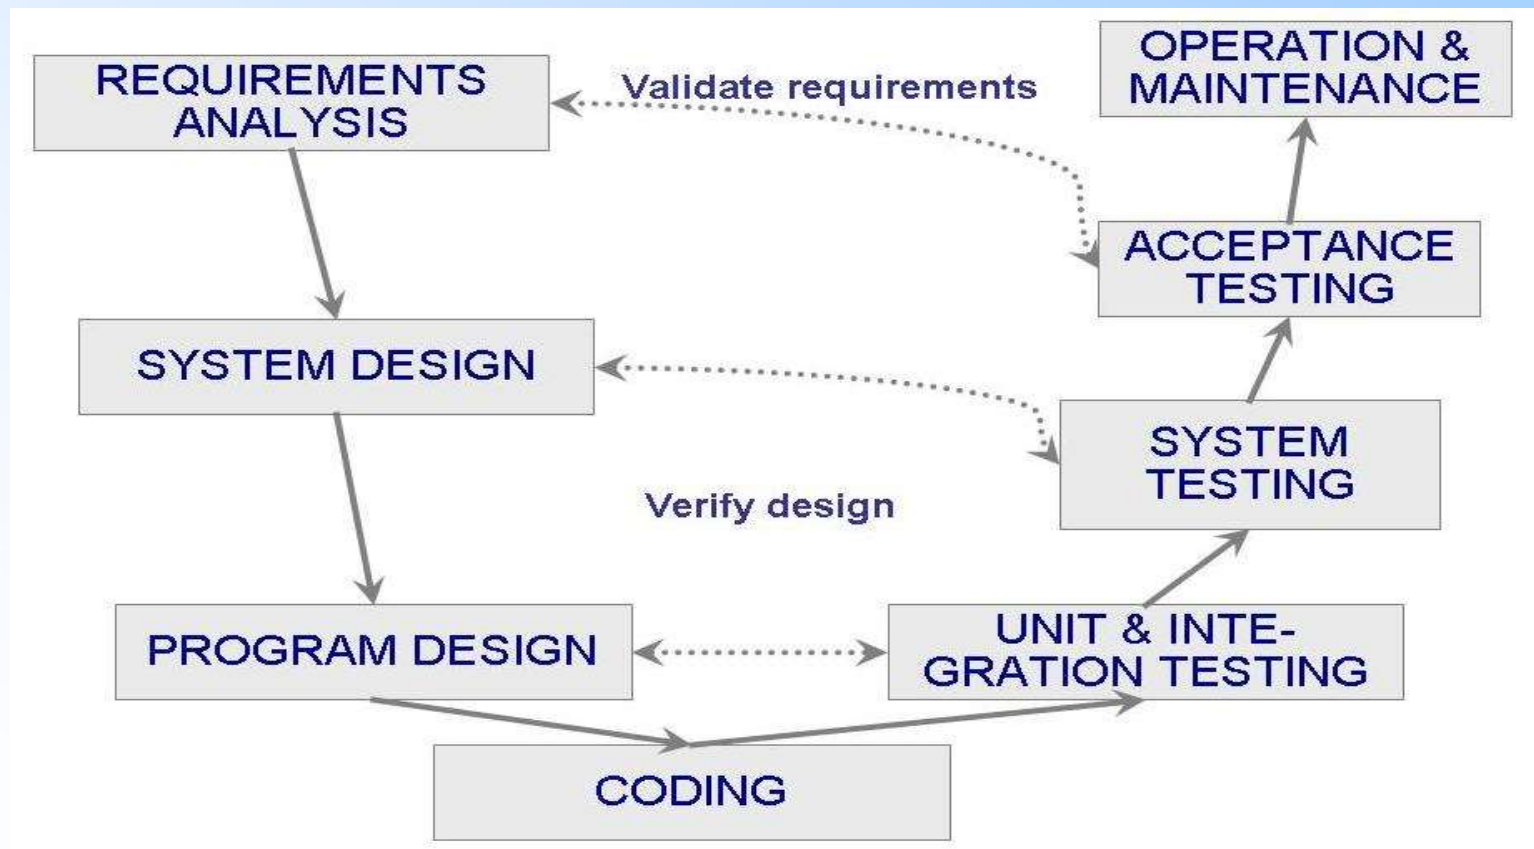 REQUIREMENTS
ANALYSIS
Validate requirements
OPERATION &
MAINTENANCE
ACCEPTANCE
TESTING
SYSTEM DESIGN
SYSTEM
TESTING
Verify design
PROGRAM DESIGN
UNIT & INTE-
GRATION TESTING
CODING